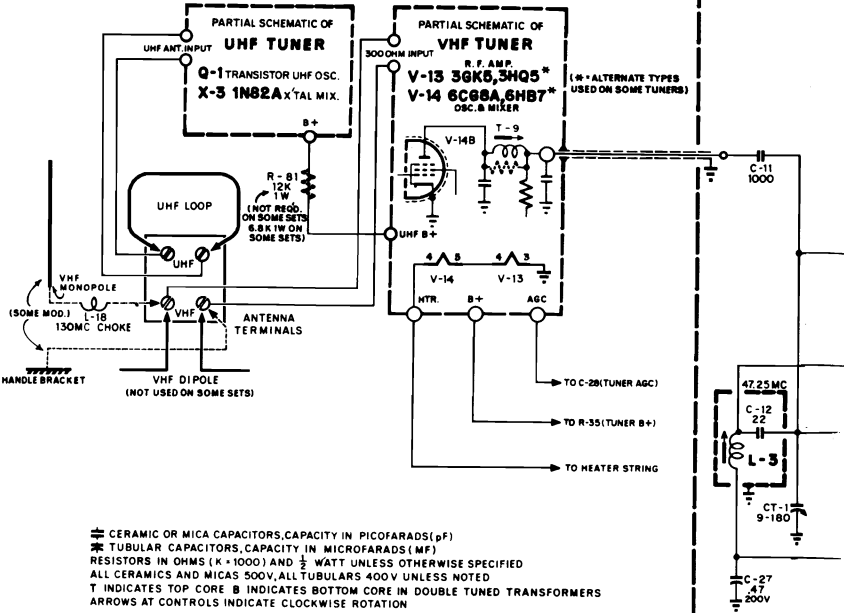 PARTIAL SCHEMATIC OF
UHF TUNER
UHF ANT. INPUT
Q-1 TRANSISTOR UHF OSC.
X-3 1N82A X'TAL MIX.
B+
R-81
12K
1W
(NOT REQD.
ON SOME SETS
6.8K 1W ON
SOME SETS)
PARTIAL SCHEMATIC OF
VHF TUNER
300 OHM INPUT
R.F. AMP.
V-13 3GK5, 3HQ5*
V-14 6CG8A, 6HB7*
OSC. & MIXER
(*=ALTERNATE TYPES
USED ON SOME TUNERS)
V-14B
T-9
UHF B+
4 5
V-14
4 3
V-13
HTR.
B+
AGC
UHF LOOP
UHF
VHF
VHF
MONOPOLE
(SOME MOD.)
L-18
130MC CHOKE
ANTENNA
TERMINALS
HANDLE BRACKET
VHF DIPOLE
(NOT USED ON SOME SETS)
TO C-28 (TUNER AGC)
TO R-35 (TUNER B+)
TO HEATER STRING
C-11
1000
47.25 MC
C-12
22
L-3
CT-1
9-180
C-27
.47
200V
CERAMIC OR MICA CAPACITORS, CAPACITY IN PICOFARADS (pF)
TUBULAR CAPACITORS, CAPACITY IN MICROFARADS (MF)
RESISTORS IN OHMS (K=1000) AND 1/2 WATT UNLESS OTHERWISE SPECIFIED
ALL CERAMICS AND MICAS 500V, ALL TUBULARS 400V UNLESS NOTED
T INDICATES TOP CORE B INDICATES BOTTOM CORE IN DOUBLE TUNED TRANSFORMERS
ARROWS AT CONTROLS INDICATE CLOCKWISE ROTATION